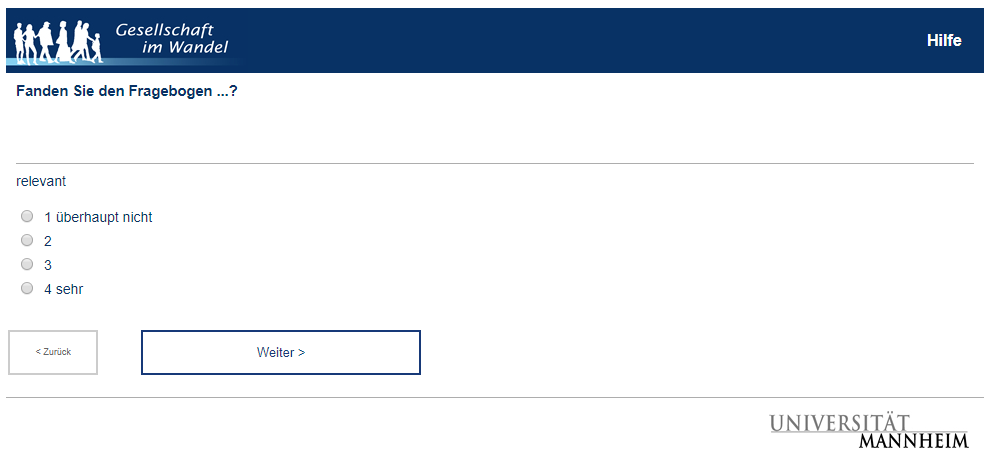 Gesellschaft
im Wandel
Hilfe
Fanden Sie den Fragebogen ...?
relevant
1 überhaupt nicht
2
3
4 sehr
< Zurück
Weiter >
UNIVERSITÄT
MANNHEIM